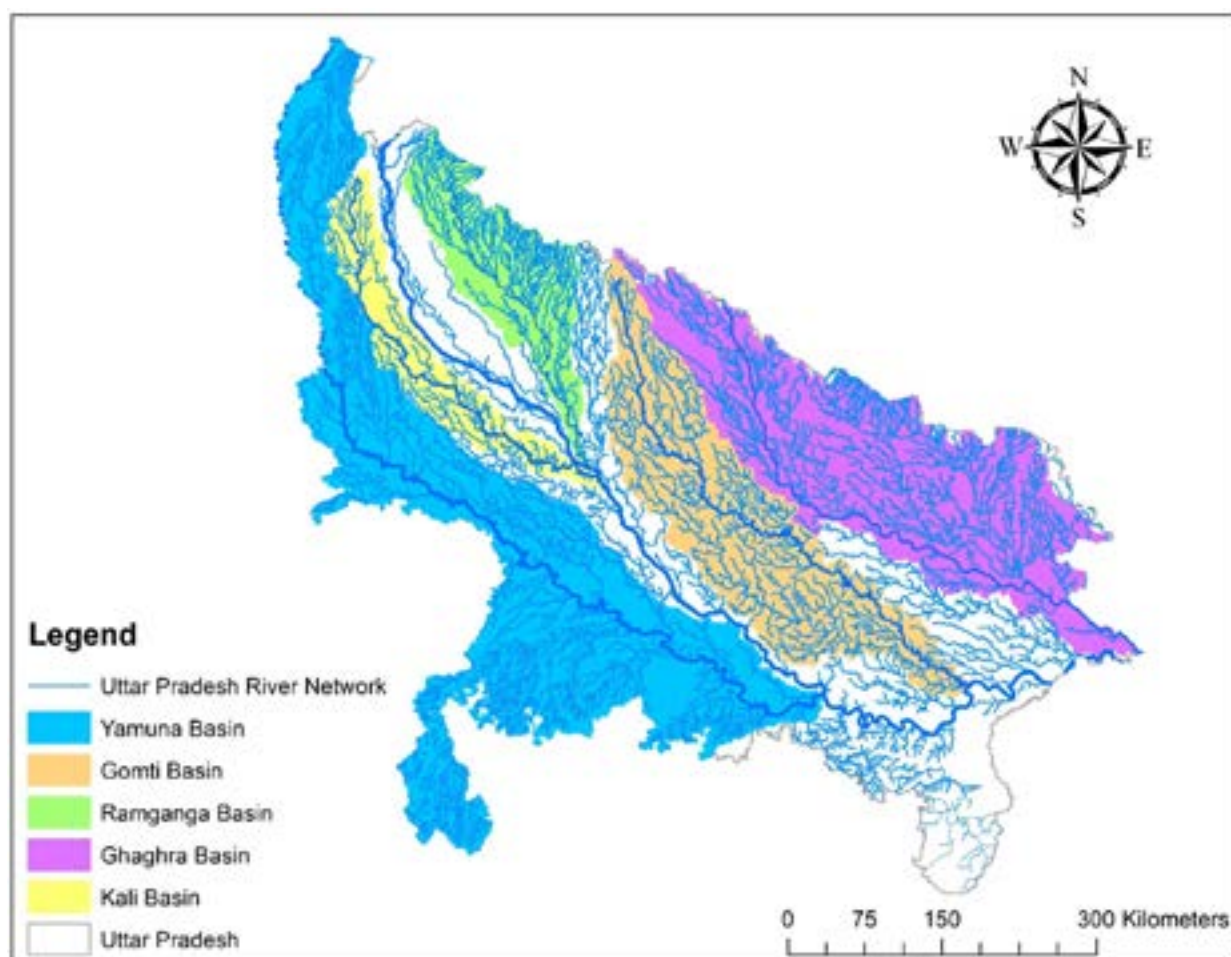 N
W E
S
Legend
Uttar Pradesh River Network
Yamuna Basin
Gomti Basin
Ramganga Basin
Ghaghra Basin
Kali Basin
Uttar Pradesh
0 75 150 300 Kilometers